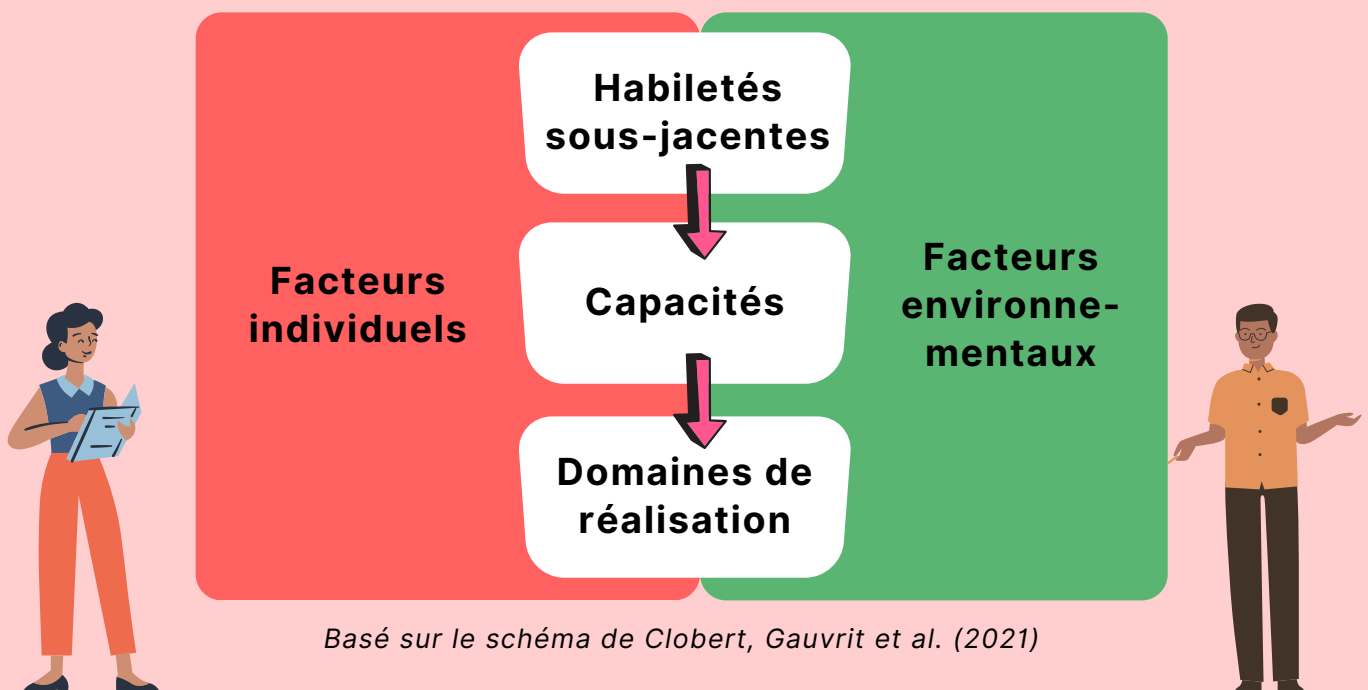 Habiletés
sous-jacentes
Facteurs
individuels
Capacités
Facteurs
environne-
mentaux
Domaines de
réalisation
Basé sur le schéma de Clobert, Gauvrit et al. (2021)